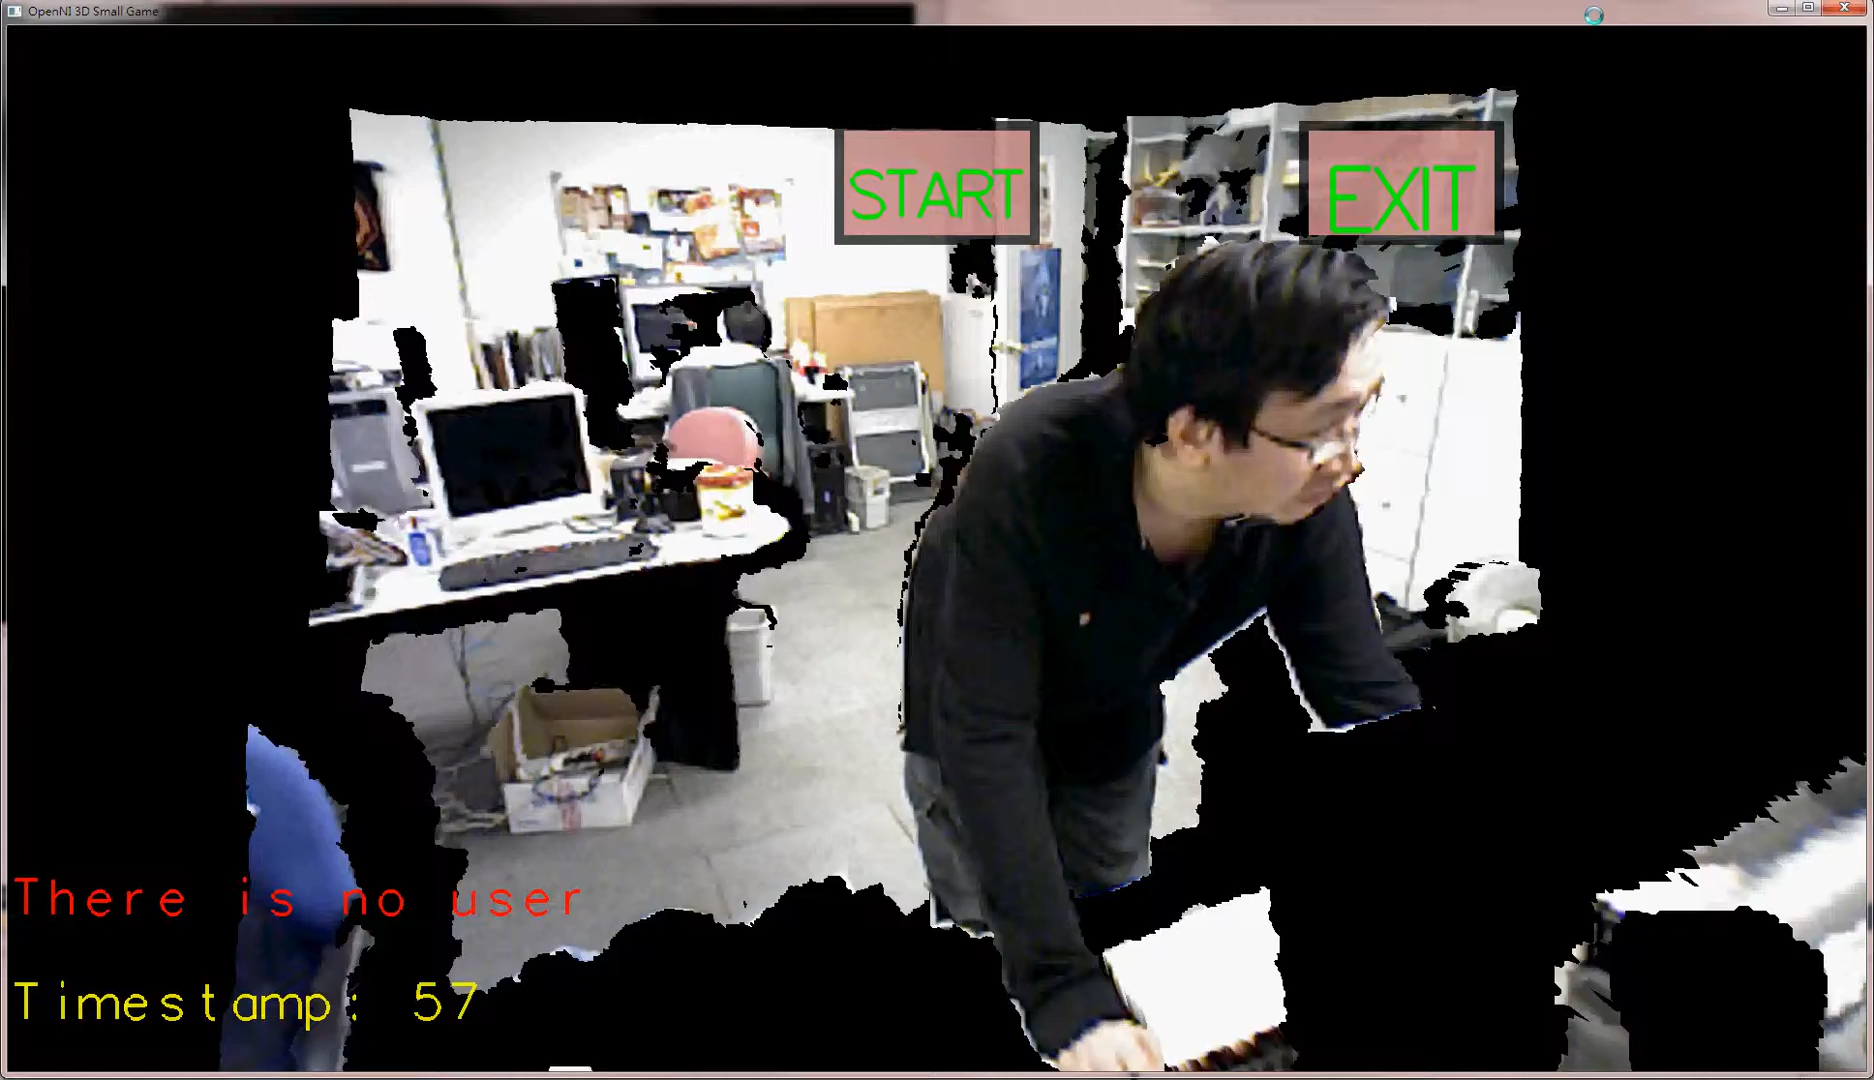 OpenNI 3D Small Game
START
EXIT
There is no user
Timestamp: 57